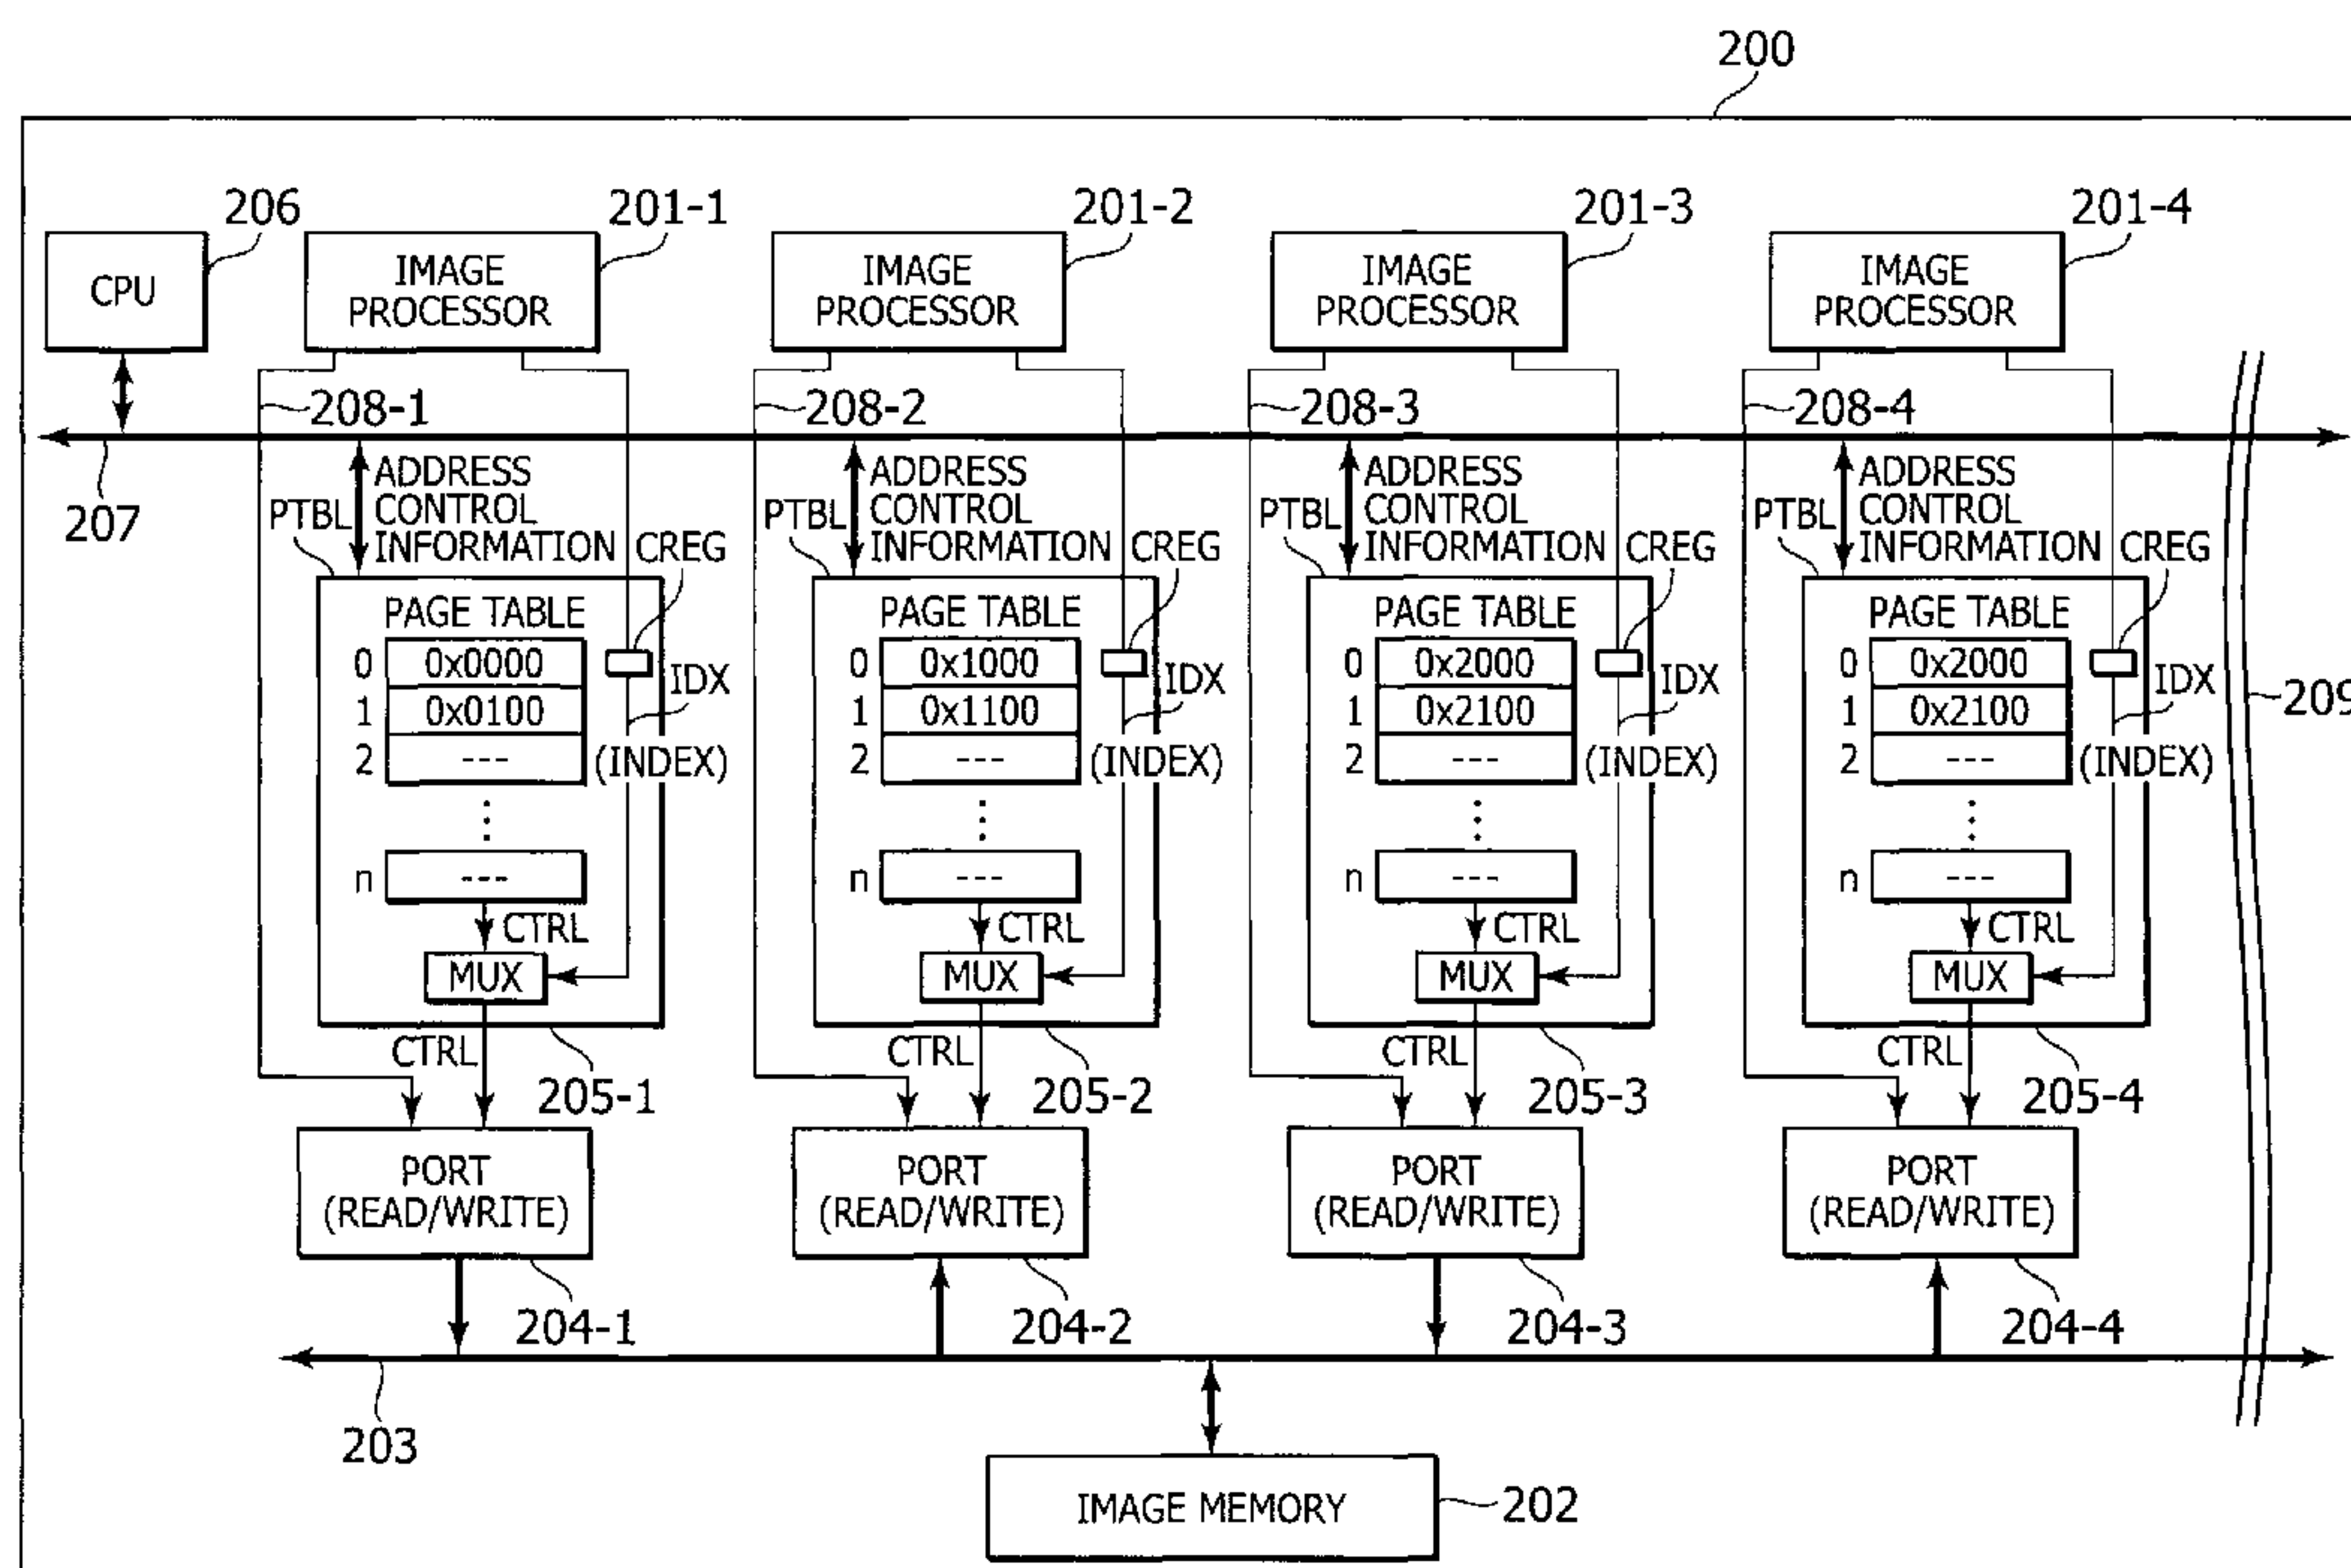 200
206
201-1
201-2
201-3
201-4
CPU
IMAGE
PROCESSOR
IMAGE
PROCESSOR
IMAGE
PROCESSOR
IMAGE
PROCESSOR
208-1
208-2
208-3
208-4
207
PTBL
ADDRESS
CONTROL
INFORMATION
CREG
PTBL
ADDRESS
CONTROL
INFORMATION
CREG
PTBL
ADDRESS
CONTROL
INFORMATION
CREG
PTBL
ADDRESS
CONTROL
INFORMATION
CREG
209
PAGE TABLE
0 0x0000
IDX
1 0x0100
2 ---
(INDEX)
n ---
CTRL
MUX
CTRL
205-1
PAGE TABLE
0 0x1000
IDX
1 0x1100
2 ---
(INDEX)
n ---
CTRL
MUX
CTRL
205-2
PAGE TABLE
0 0x2000
IDX
1 0x2100
2 ---
(INDEX)
n ---
CTRL
MUX
CTRL
205-3
PAGE TABLE
0 0x2000
IDX
1 0x2100
2 ---
(INDEX)
n ---
CTRL
MUX
CTRL
205-4
PORT
(READ/WRITE)
PORT
(READ/WRITE)
PORT
(READ/WRITE)
PORT
(READ/WRITE)
204-1
204-2
204-3
204-4
203
IMAGE MEMORY
202